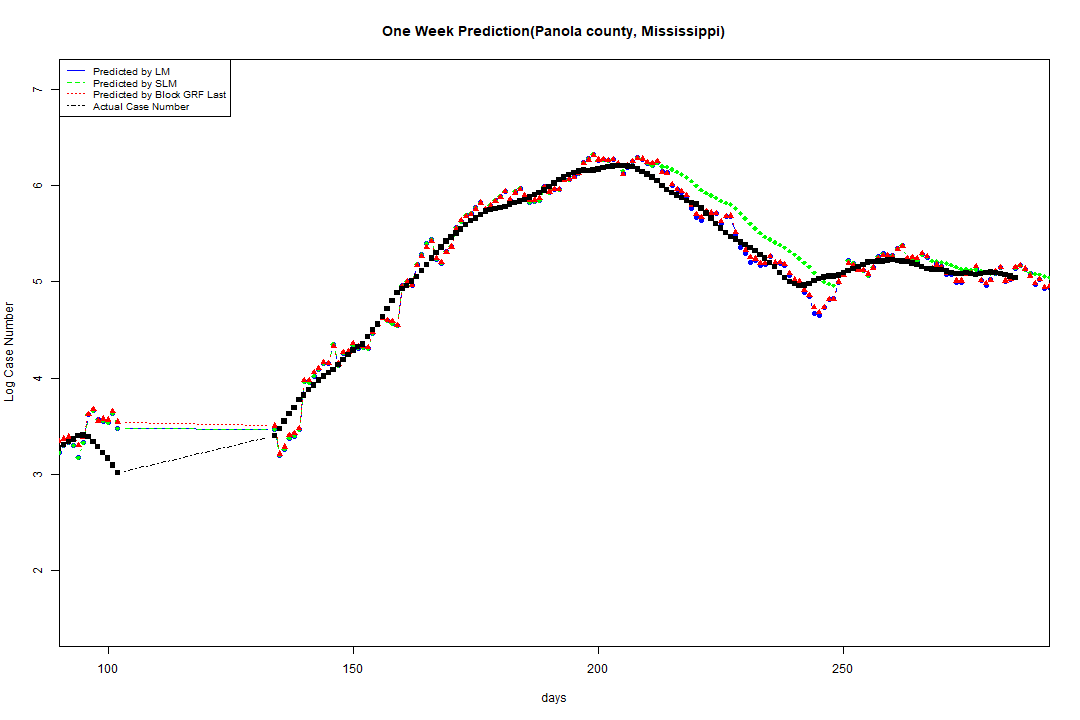 One Week Prediction(Panola county, Mississippi)
Predicted by LM
Predicted by SLM
Predicted by Block GRF Last
Actual Case Number
7
6
5
4
3
2
Log Case Number
100 150 200 250
days